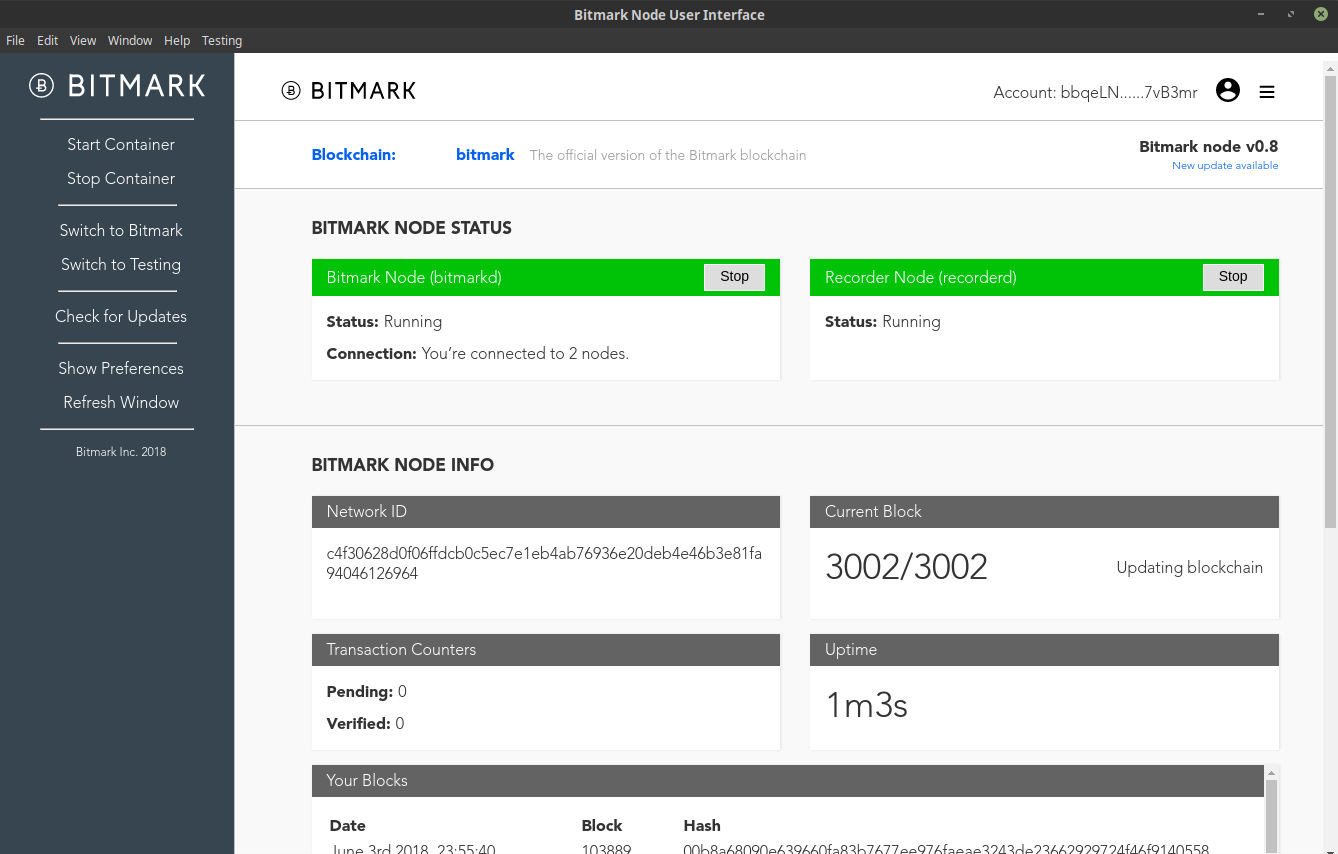 Bitmark Node User Interface
File Edit View Window Help Testing
BITMARK
Start Container
Stop Container
Switch to Bitmark
Switch to Testing
Check for Updates
Show Preferences
Refresh Window
Bitmark Inc. 2018
BITMARK
Account: bbqeLN......7vB3mr
Blockchain: bitmark The official version of the Bitmark blockchain
Bitmark node v0.8
New update available
BITMARK NODE STATUS
Bitmark Node (bitmarkd) Stop
Status: Running
Connection: You’re connected to 2 nodes.
Recorder Node (recorderd) Stop
Status: Running
BITMARK NODE INFO
Network ID
c4f30628d0f06ffdcb0c5ec7e1eb4ab76936e20deb4e46b3e81fa
94046126964
Current Block
3002/3002 Updating blockchain
Transaction Counters
Pending: 0
Verified: 0
Uptime
1m3s
Your Blocks
Date Block Hash
June 3rd 2018, 23:55:40 103889 00b8a68090e639660fa83b7677ee976faeae3243de23662929724f46f9140558